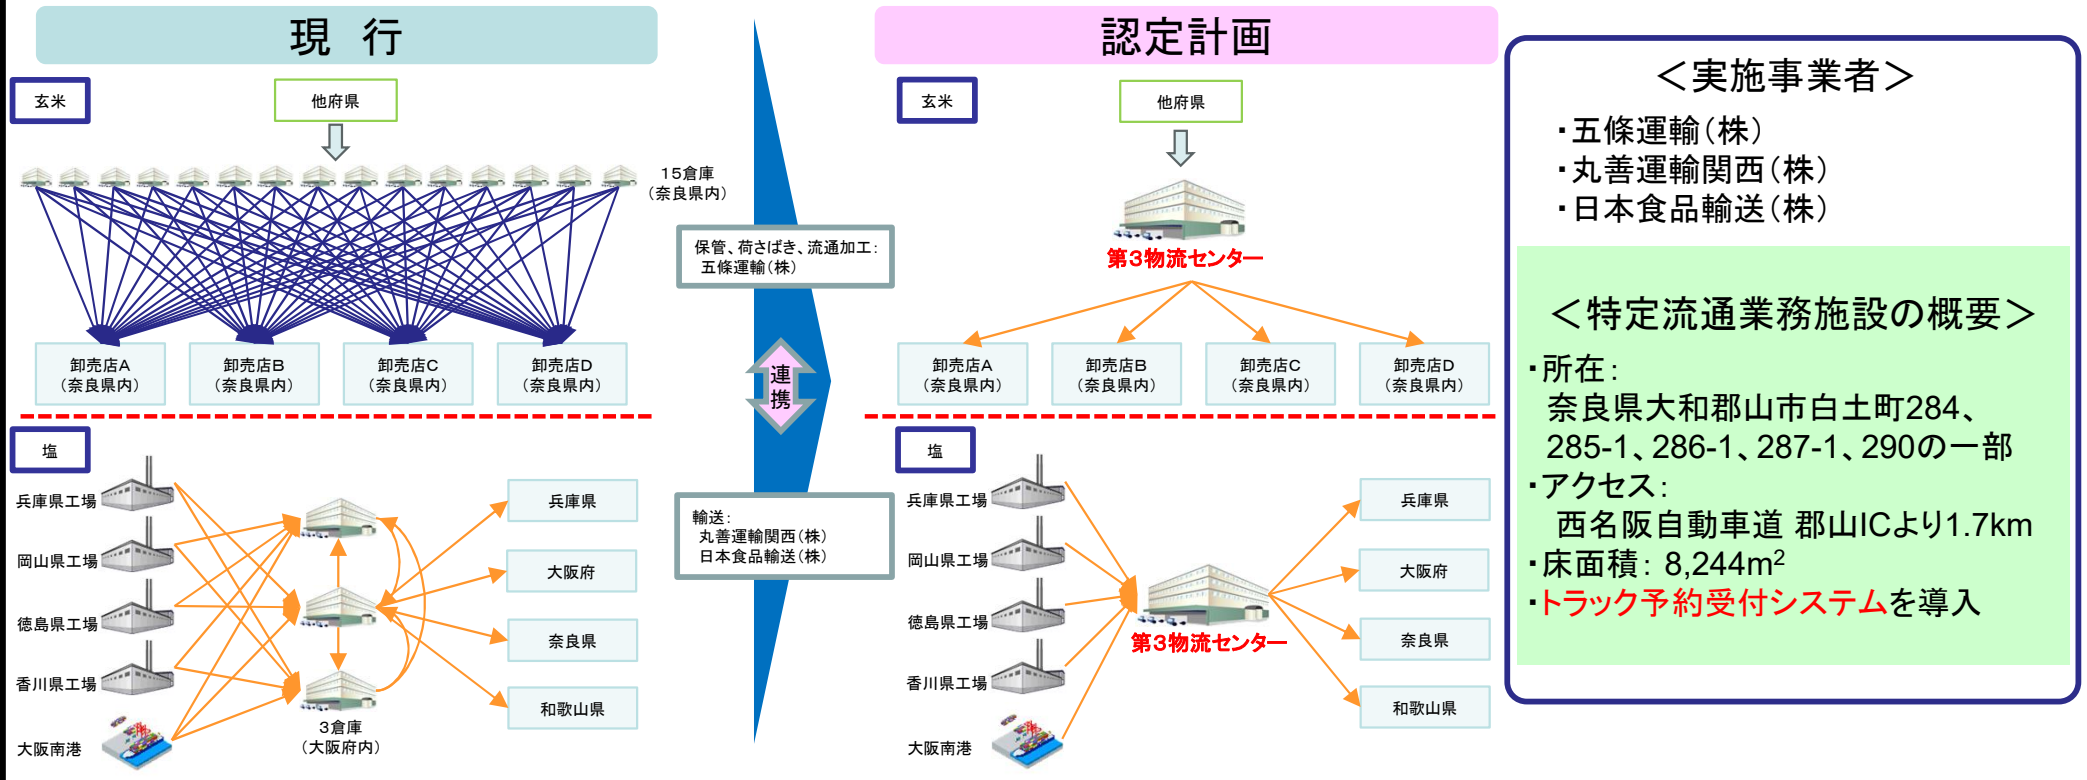 現 行
玄米
他府県
15倉庫
(奈良県内)
卸売店A
(奈良県内)
卸売店B
(奈良県内)
卸売店C
(奈良県内)
卸売店D
(奈良県内)
塩
兵庫県工場
岡山県工場
徳島県工場
香川県工場
大阪南港
3倉庫
(大阪府内)
兵庫県
大阪府
奈良県
和歌山県
保管、荷さばき、流通加工:
五條運輸(株)
連
携
輸送:
丸善運輸関西(株)
日本食品輸送(株)
認定計画
玄米
他府県
第3物流センター
卸売店A
(奈良県内)
卸売店B
(奈良県内)
卸売店C
(奈良県内)
卸売店D
(奈良県内)
塩
兵庫県工場
岡山県工場
徳島県工場
香川県工場
大阪南港
第3物流センター
兵庫県
大阪府
奈良県
和歌山県
<実施事業者>
・五條運輸(株)
・丸善運輸関西(株)
・日本食品輸送(株)
<特定流通業務施設の概要>
・所在:
奈良県大和郡山市白土町284、
285-1、286-1、287-1、290の一部
・アクセス:
西名阪自動車道 郡山ICより1.7km
・床面積: 8,244m²
・トラック予約受付システムを導入